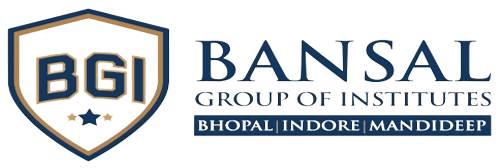 BGI
BANSAL
GROUP OF INSTITUTES
BHOPAL|INDORE|MANDIDEEP